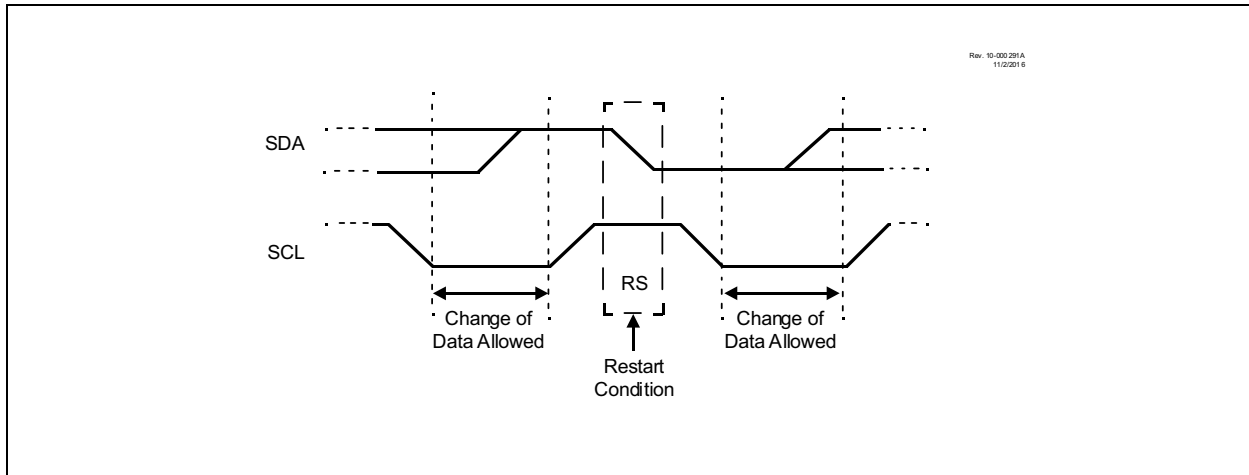 Rev. 10-000291A
11/2/2016
SDA
SCL
RS
Change of
Data Allowed
Change of
Data Allowed
Restart
Condition